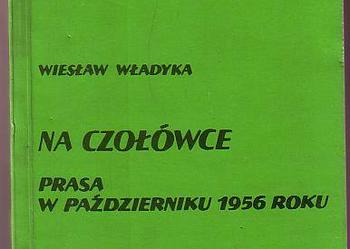 WIESŁAW WŁADYKA
NA CZOŁÓWCE
PRASA
W PAŹDZIERNIKU 1956 ROKU